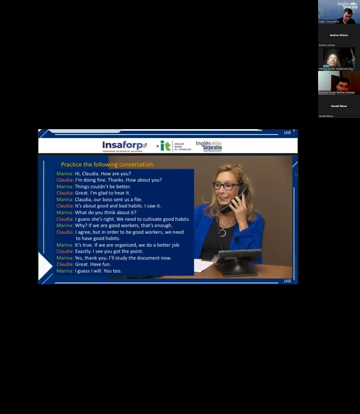 Insaforp
it
Inglés
Corporativo
Practice the following conversation.
Marina: Hi, Claudia. How are you?
Claudia: I'm doing fine. Thanks. How about you?
Marina: Things couldn't be better.
Claudia: Great. I'm glad to hear it.
Marina: Claudia, our boss sent us a file.
Claudia: It's about good and bad habits. I saw it.
Marina: What do you think about it?
Claudia: I guess she's right. We need to cultivate good habits.
Marina: Why? If we are good workers, that's enough.
Claudia: I agree, but in order to be good workers, we need
to have good habits.
Marina: It's true. If we are organized, we do a better job.
Claudia: Exactly. I see you got the point.
Marina: Yes, thank you. I'll study the document now.
Claudia: Great. Have fun.
Marina: I guess I will. You too.